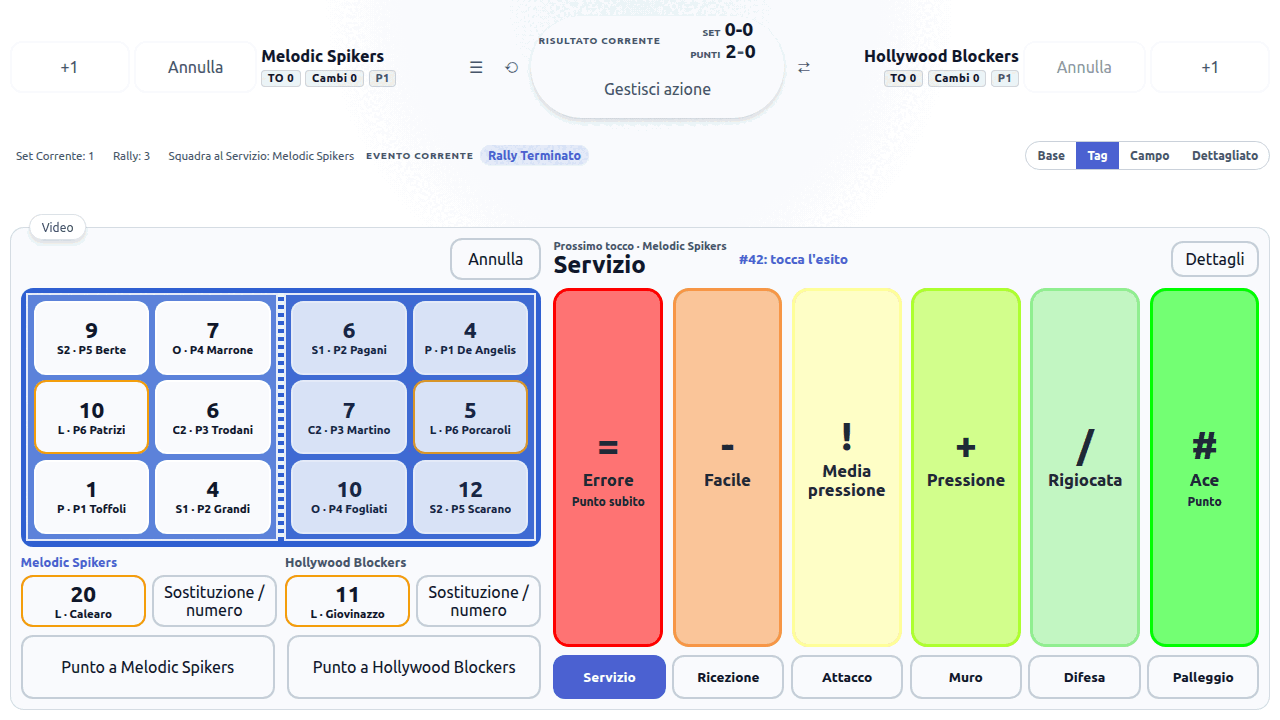 +1
Annulla
Melodic Spikers
TO 0
Cambi 0
P1
☰
⟲
RISULTATO CORRENTE
SET 0-0
PUNTI 2-0
Gestisci azione
⇄
Hollywood Blockers
TO 0
Cambi 0
P1
Annulla
+1
Set Corrente: 1
Rally: 3
Squadra al Servizio: Melodic Spikers
EVENTO CORRENTE
Rally Terminato
Base
Tag
Campo
Dettagliato
Video
Annulla
Prossimo tocco · Melodic Spikers
Servizio
#42: tocca l'esito
Dettagli
9
S2 · P5 Berte
7
O · P4 Marrone
6
S1 · P2 Pagani
4
P · P1 De Angelis
10
L · P6 Patrizi
6
C2 · P3 Trodani
7
C2 · P3 Martino
5
L · P6 Porcaroli
1
P · P1 Toffoli
4
S1 · P2 Grandi
10
O · P4 Fogliati
12
S2 · P5 Scarano
Melodic Spikers
Hollywood Blockers
20
L · Calearo
Sostituzione /
numero
11
L · Giovinazzo
Sostituzione /
numero
Punto a Melodic Spikers
Punto a Hollywood Blockers
=
Errore
Punto subito
-
Facile
!
Media
pressione
+
Pressione
/
Rigiocata
#
Ace
Punto
Servizio
Ricezione
Attacco
Muro
Difesa
Palleggio